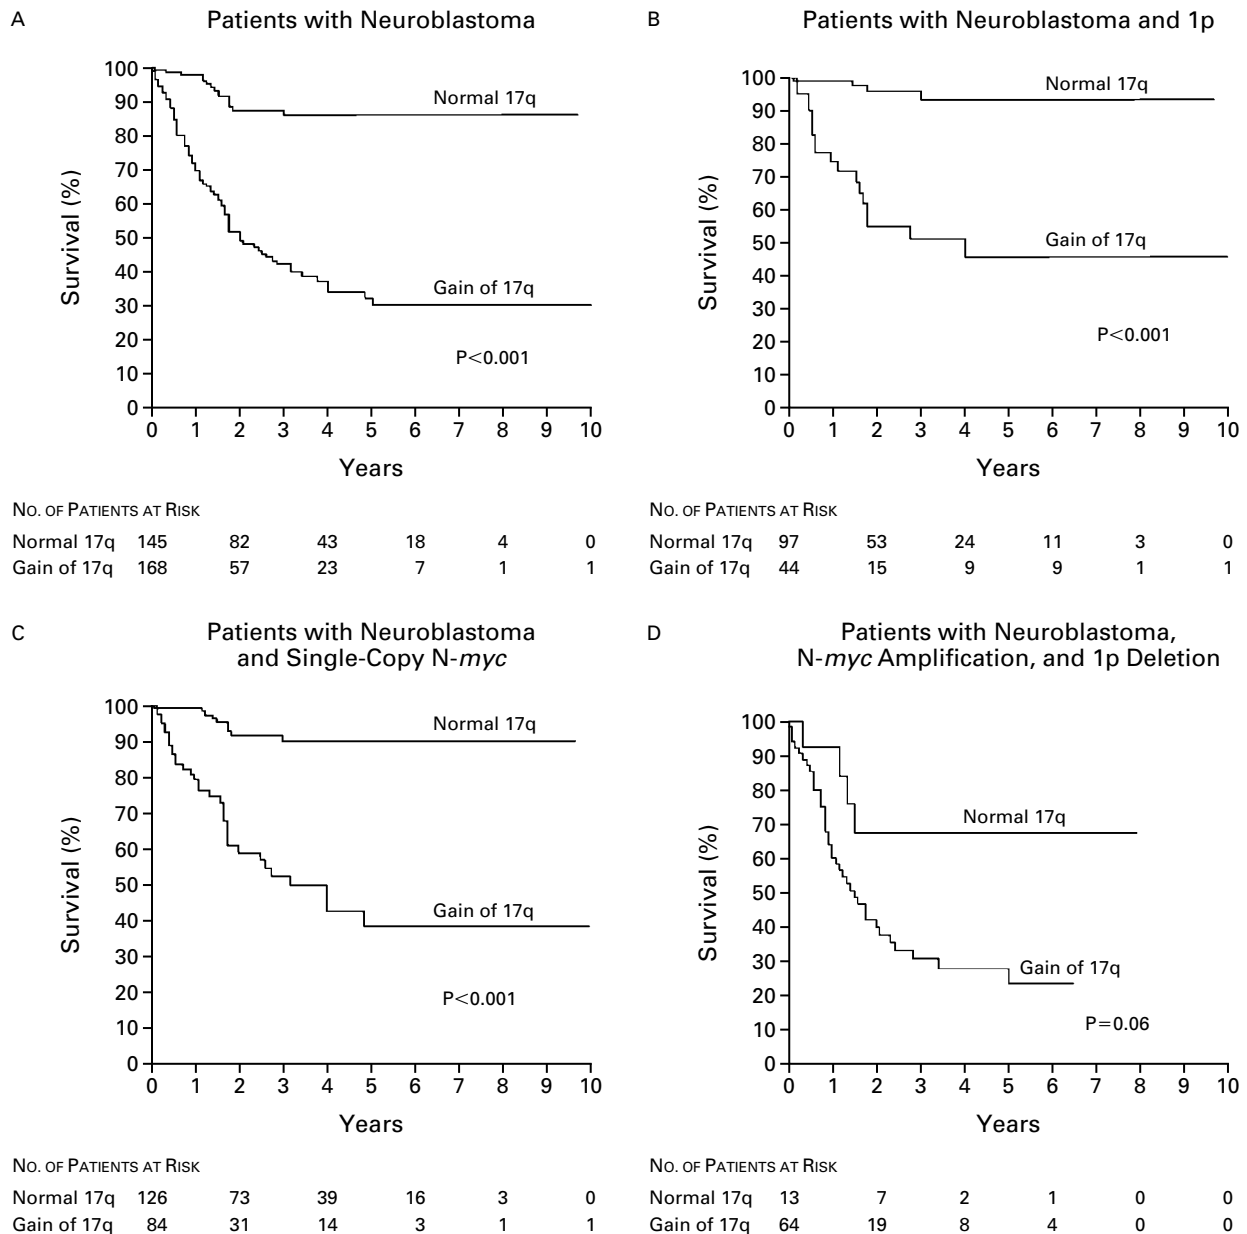 A
Patients with Neuroblastoma
100
90
80
70
60
50
40
30
20
10
0
Survival (%)
Normal 17q
Gain of 17q
P<0.001
0 1 2 3 4 5 6 7 8 9 10
Years
NO. OF PATIENTS AT RISK
Normal 17q 145 82 43 18 4 0
Gain of 17q 168 57 23 7 1 1
B
Patients with Neuroblastoma and 1p
100
90
80
70
60
50
40
30
20
10
0
Survival (%)
Normal 17q
Gain of 17q
P<0.001
0 1 2 3 4 5 6 7 8 9 10
Years
NO. OF PATIENTS AT RISK
Normal 17q 97 53 24 11 3 0
Gain of 17q 44 15 9 9 1 1
C
Patients with Neuroblastoma
and Single-Copy N-myc
100
90
80
70
60
50
40
30
20
10
0
Survival (%)
Normal 17q
Gain of 17q
P<0.001
0 1 2 3 4 5 6 7 8 9 10
Years
NO. OF PATIENTS AT RISK
Normal 17q 126 73 39 16 3 0
Gain of 17q 84 31 14 3 1 1
D
Patients with Neuroblastoma,
N-myc Amplification, and 1p Deletion
100
90
80
70
60
50
40
30
20
10
0
Survival (%)
Normal 17q
Gain of 17q
P=0.06
0 1 2 3 4 5 6 7 8 9 10
Years
NO. OF PATIENTS AT RISK
Normal 17q 13 7 2 1 0 0
Gain of 17q 64 19 8 4 0 0